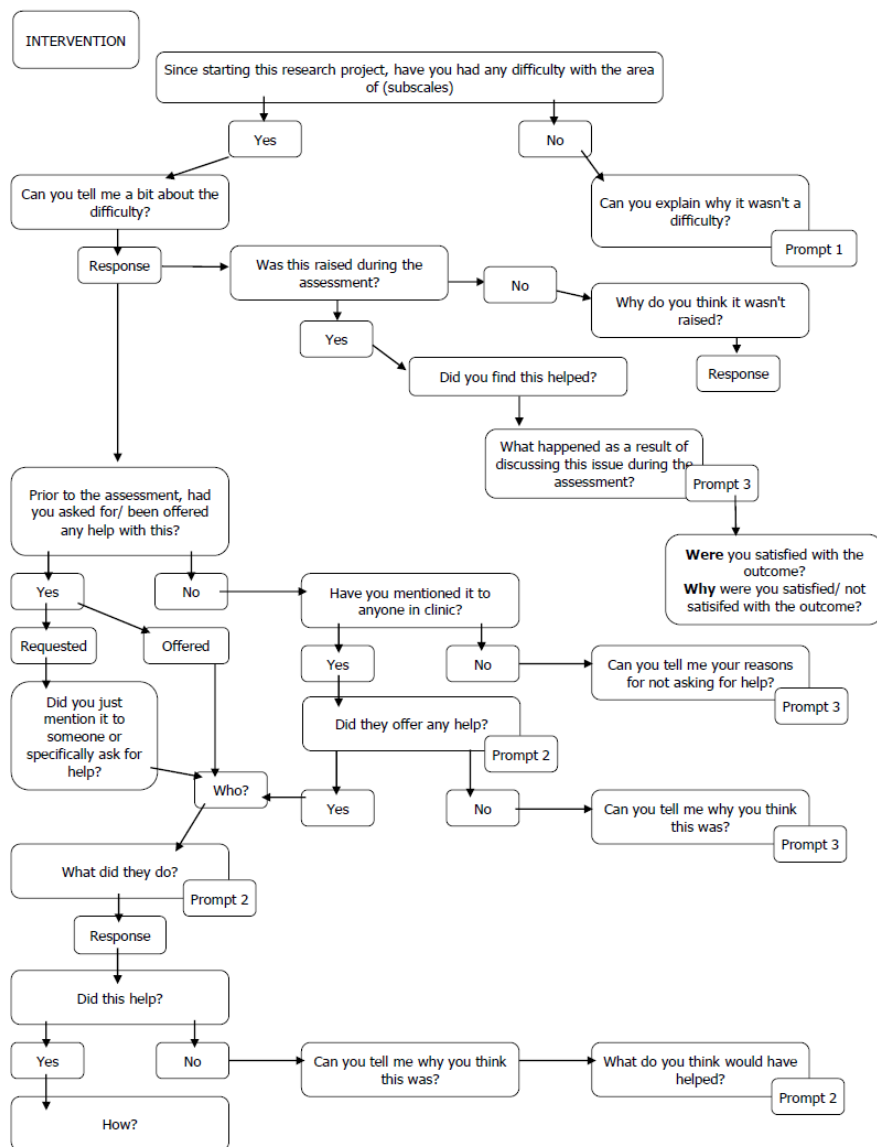 INTERVENTION
Since starting this research project, have you had any difficulty with the area
of (subscales)
Yes
No
Can you tell me a bit about the
difficulty?
Can you explain why it wasn't a
difficulty?
Prompt 1
Response
Was this raised during the
assessment?
No
Why do you think it wasn't
raised?
Yes
Response
Did you find this helped?
What happened as a result of
discussing this issue during the
assessment?
Prompt 3
Prior to the assessment, had
you asked for/ been offered
any help with this?
Were you satisfied with the
outcome?
Why were you satisfied/ not
satisifed with the outcome?
Yes
No
Have you mentioned it to
anyone in clinic?
Requested
Offered
Yes
No
Can you tell me your reasons
for not asking for help?
Prompt 3
Did you just
mention it to
someone or
specifically ask for
help?
Did they offer any help?
Prompt 2
Who?
Yes
No
Can you tell me why you think
this was?
Prompt 3
What did they do?
Prompt 2
Response
Did this help?
Yes
No
Can you tell me why you think
this was?
What do you think would have
helped?
Prompt 2
How?